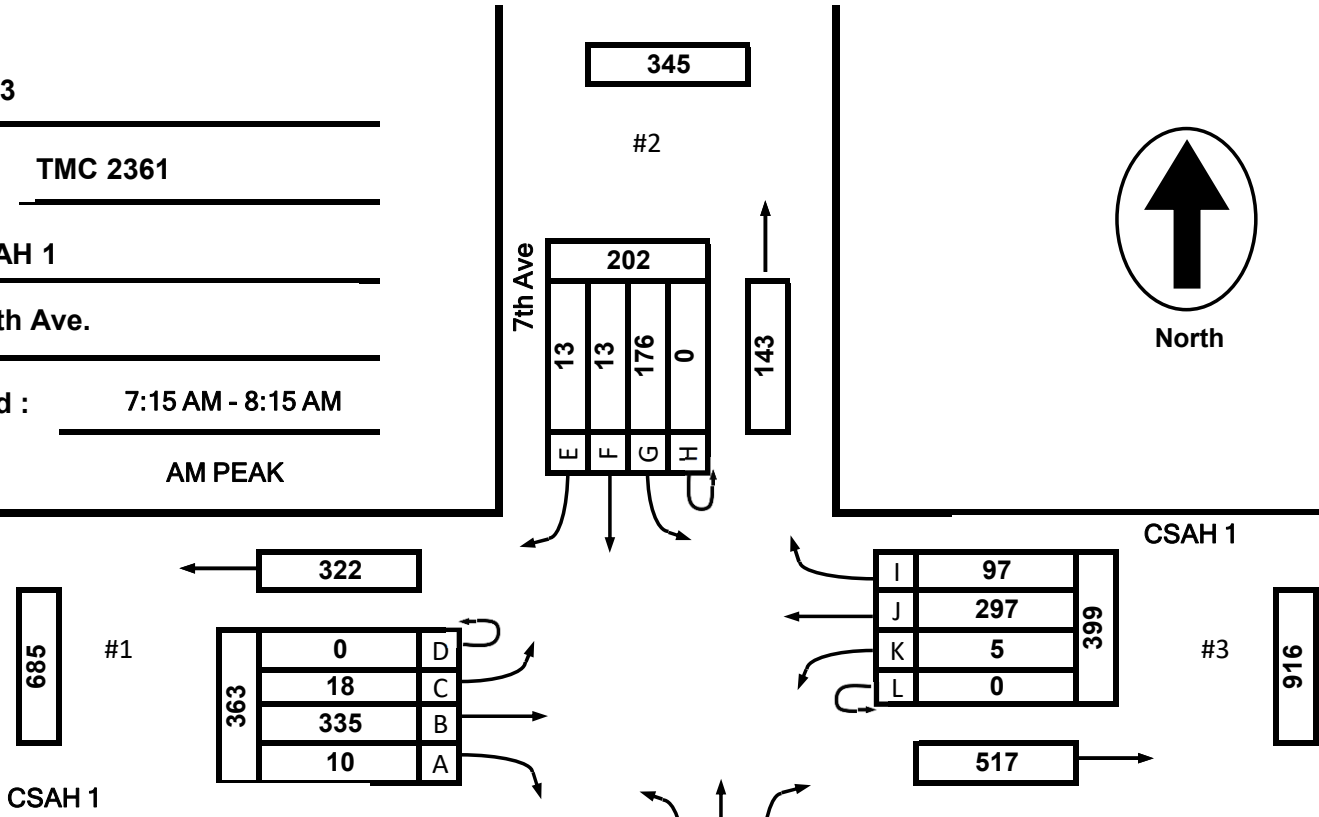 3
TMC 2361
AH 1
th Ave.
d : 7:15 AM - 8:15 AM
AM PEAK
345
#2
7th Ave
202
13 13 176 0
E F G H
143
North
322
685
#1
363
0 D
18 C
335 B
10 A
CSAH 1
CSAH 1
I 97
J 297
K 5
L 0
399
#3
916
517